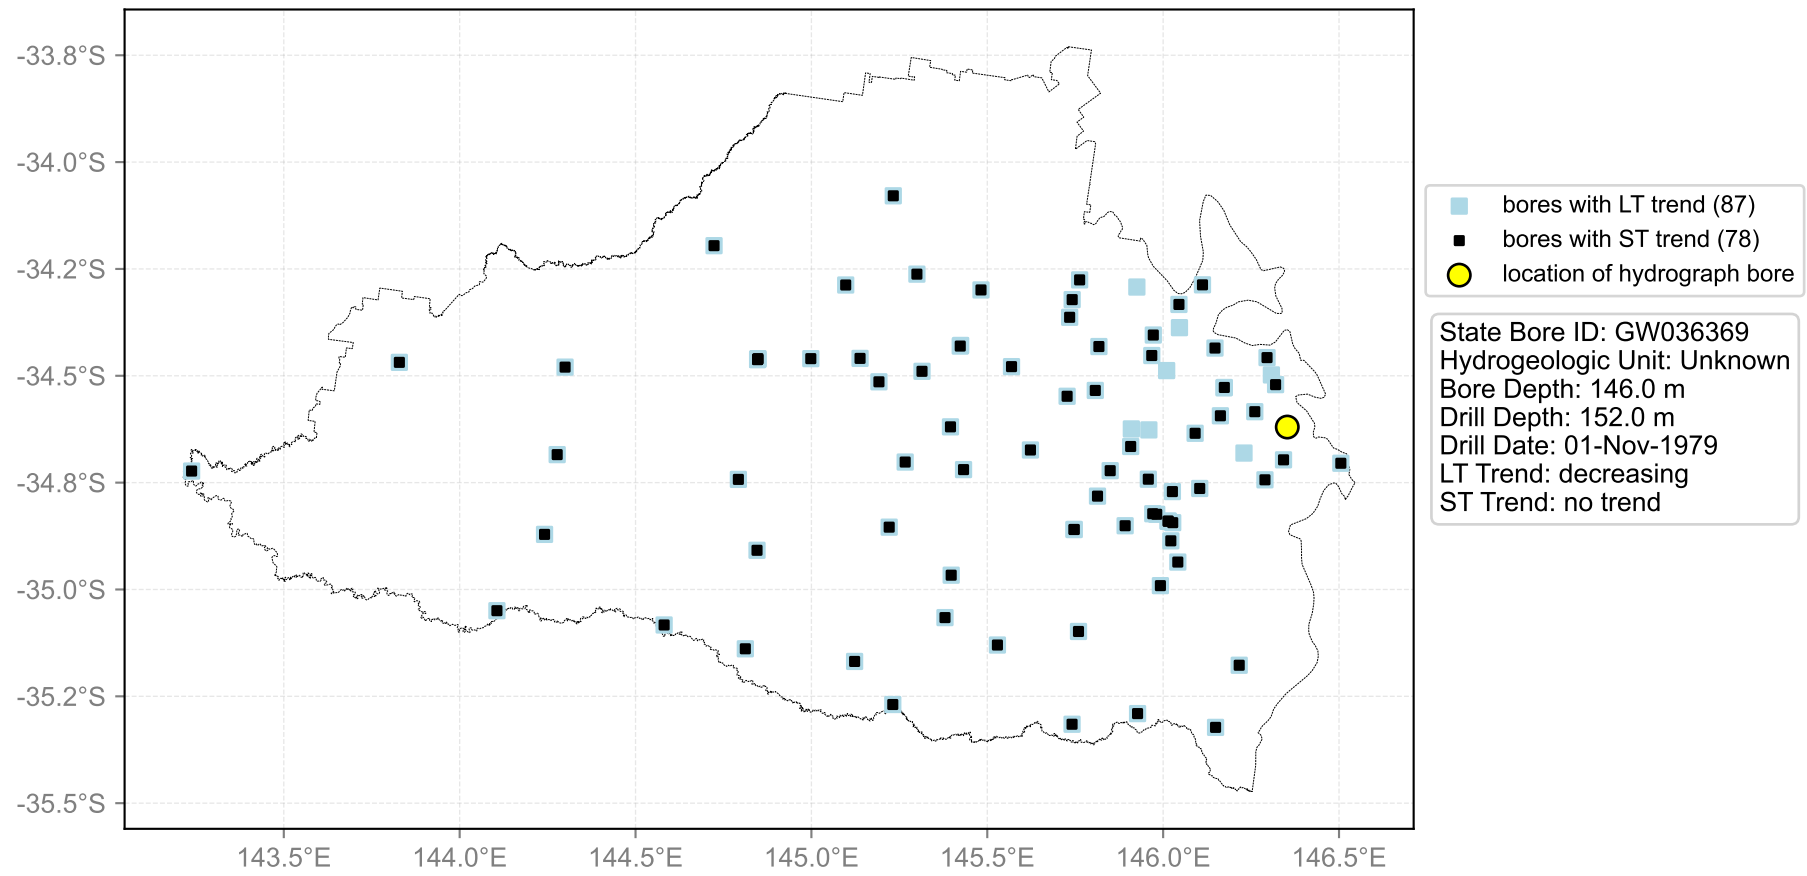 -33.8°S
-34.0°S
-34.2°S
-34.5°S
-34.8°S
-35.0°S
-35.2°S
-35.5°S
143.5°E 144.0°E 144.5°E 145.0°E 145.5°E 146.0°E 146.5°E
bores with LT trend (87)
bores with ST trend (78)
location of hydrograph bore
State Bore ID: GW036369
Hydrogeologic Unit: Unknown
Bore Depth: 146.0 m
Drill Depth: 152.0 m
Drill Date: 01-Nov-1979
LT Trend: decreasing
ST Trend: no trend